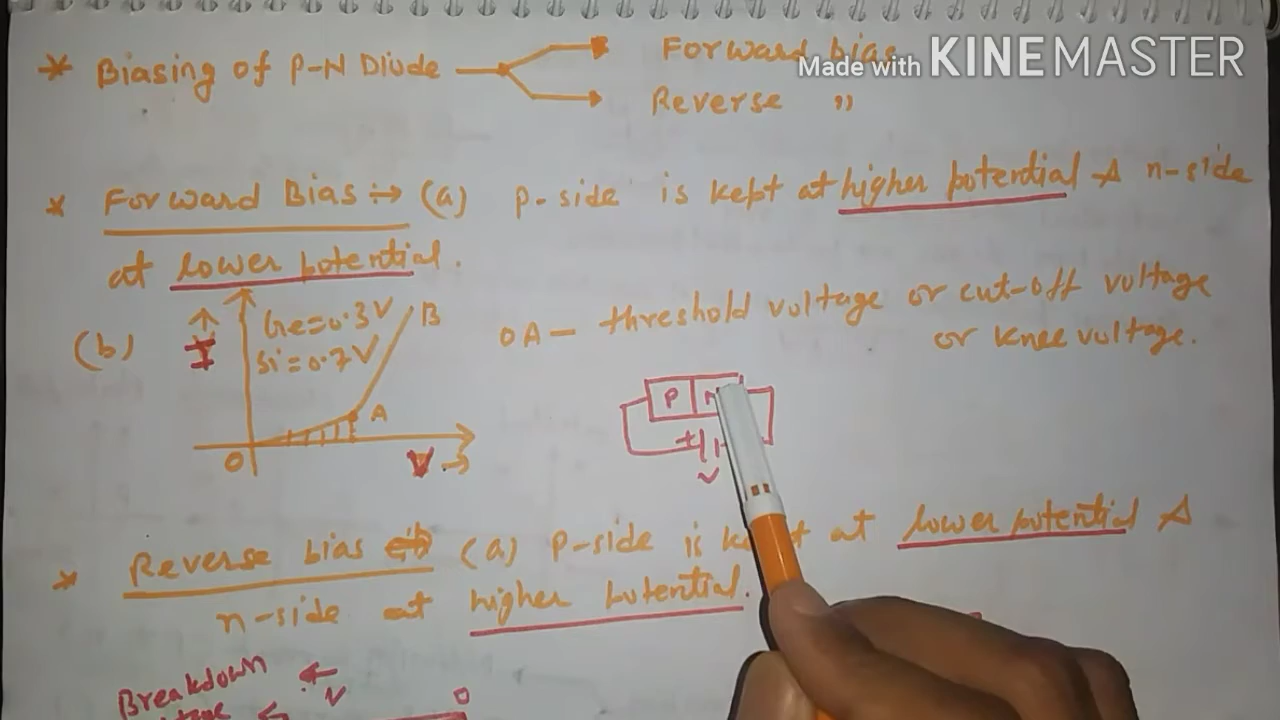 * Biasing of P-N Diode
Forward bias
Reverse "
Made with KINEMASTER
* Forward Bias :→ (a) p-side is kept at higher potential & n-side
at lower potential.
(b) I Ge=0.3V B
Si=0.7V
A
O V
OA — threshold voltage or cut-off voltage
or knee voltage.
P N
+
V
* Reverse bias (a) p-side is kept at lower potential &
n-side at higher potential.
Breakdown
V O